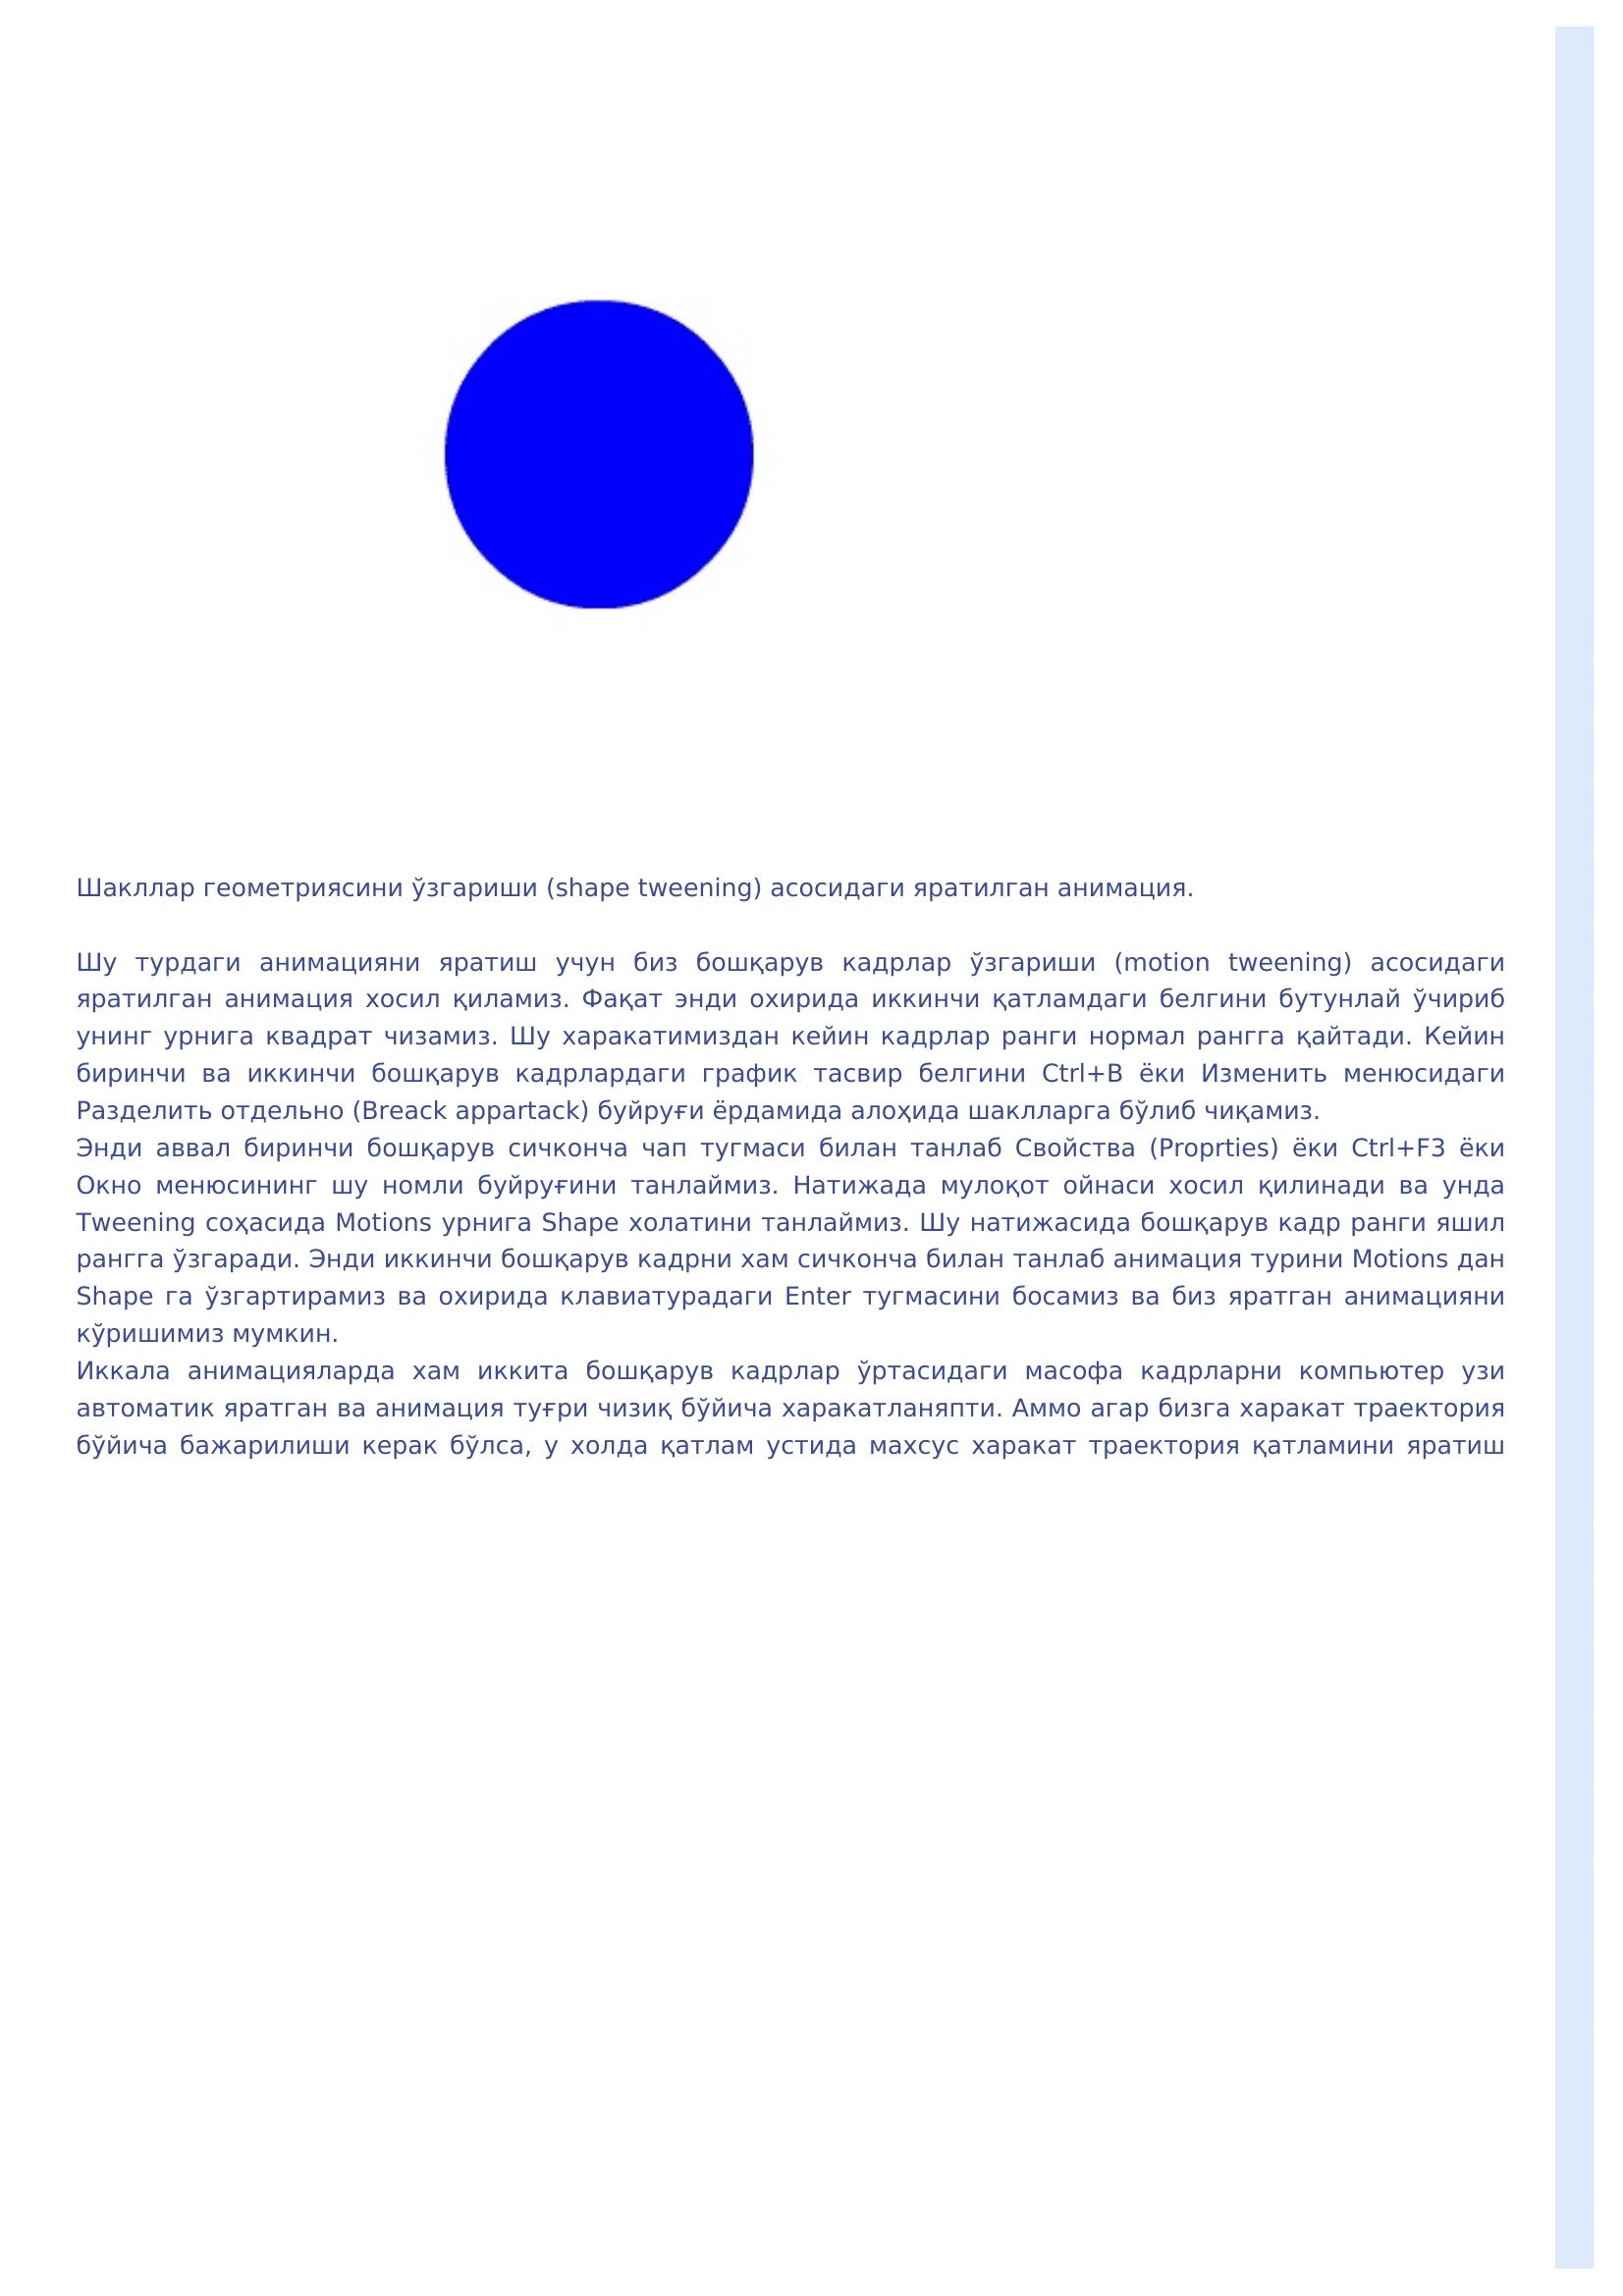 Шакллар геометриясини ўзгариши (shape tweening) асосидаги яратилган анимация.
Шу турдаги анимацияни яратиш учун биз бошқарув кадрлар ўзгариши (motion tweening) асосидаги
яратилган анимация хосил қиламиз. Фақат энди охирида иккинчи қатламдаги белгини бутунлай ўчириб
унинг урнига квадрат чизамиз. Шу харакатимиздан кейин кадрлар ранги нормал рангга қайтади. Кейин
биринчи ва иккинчи бошқарув кадрлардаги график тасвир белгини Ctrl+B ёки Изменить менюсидаги
Разделить отдельно (Breack appartack) буйруғи ёрдамида алоҳида шаклларга бўлиб чиқамиз.
Энди аввал биринчи бошқарув сичконча чап тугмаси билан танлаб Свойства (Proprties) ёки Ctrl+F3 ёки
Окно менюсининг шу номли буйруғини танлаймиз. Натижада мулоқот ойнаси хосил қилинади ва унда
Tweening соҳасида Motions урнига Shape холатини танлаймиз. Шу натижасида бошқарув кадр ранги яшил
рангга ўзгаради. Энди иккинчи бошқарув кадрни хам сичконча билан танлаб анимация турини Motions дан
Shape га ўзгартирамиз ва охирида клавиатурадаги Enter тугмасини босамиз ва биз яратган анимацияни
кўришимиз мумкин.
Иккала анимацияларда хам иккита бошқарув кадрлар ўртасидаги масофа кадрларни компьютер узи
автоматик яратган ва анимация туғри чизиқ бўйича харакатланяпти. Аммо агар бизга харакат траектория
бўйича бажарилиши керак бўлса, у холда қатлам устида махсус харакат траектория қатламини яратиш